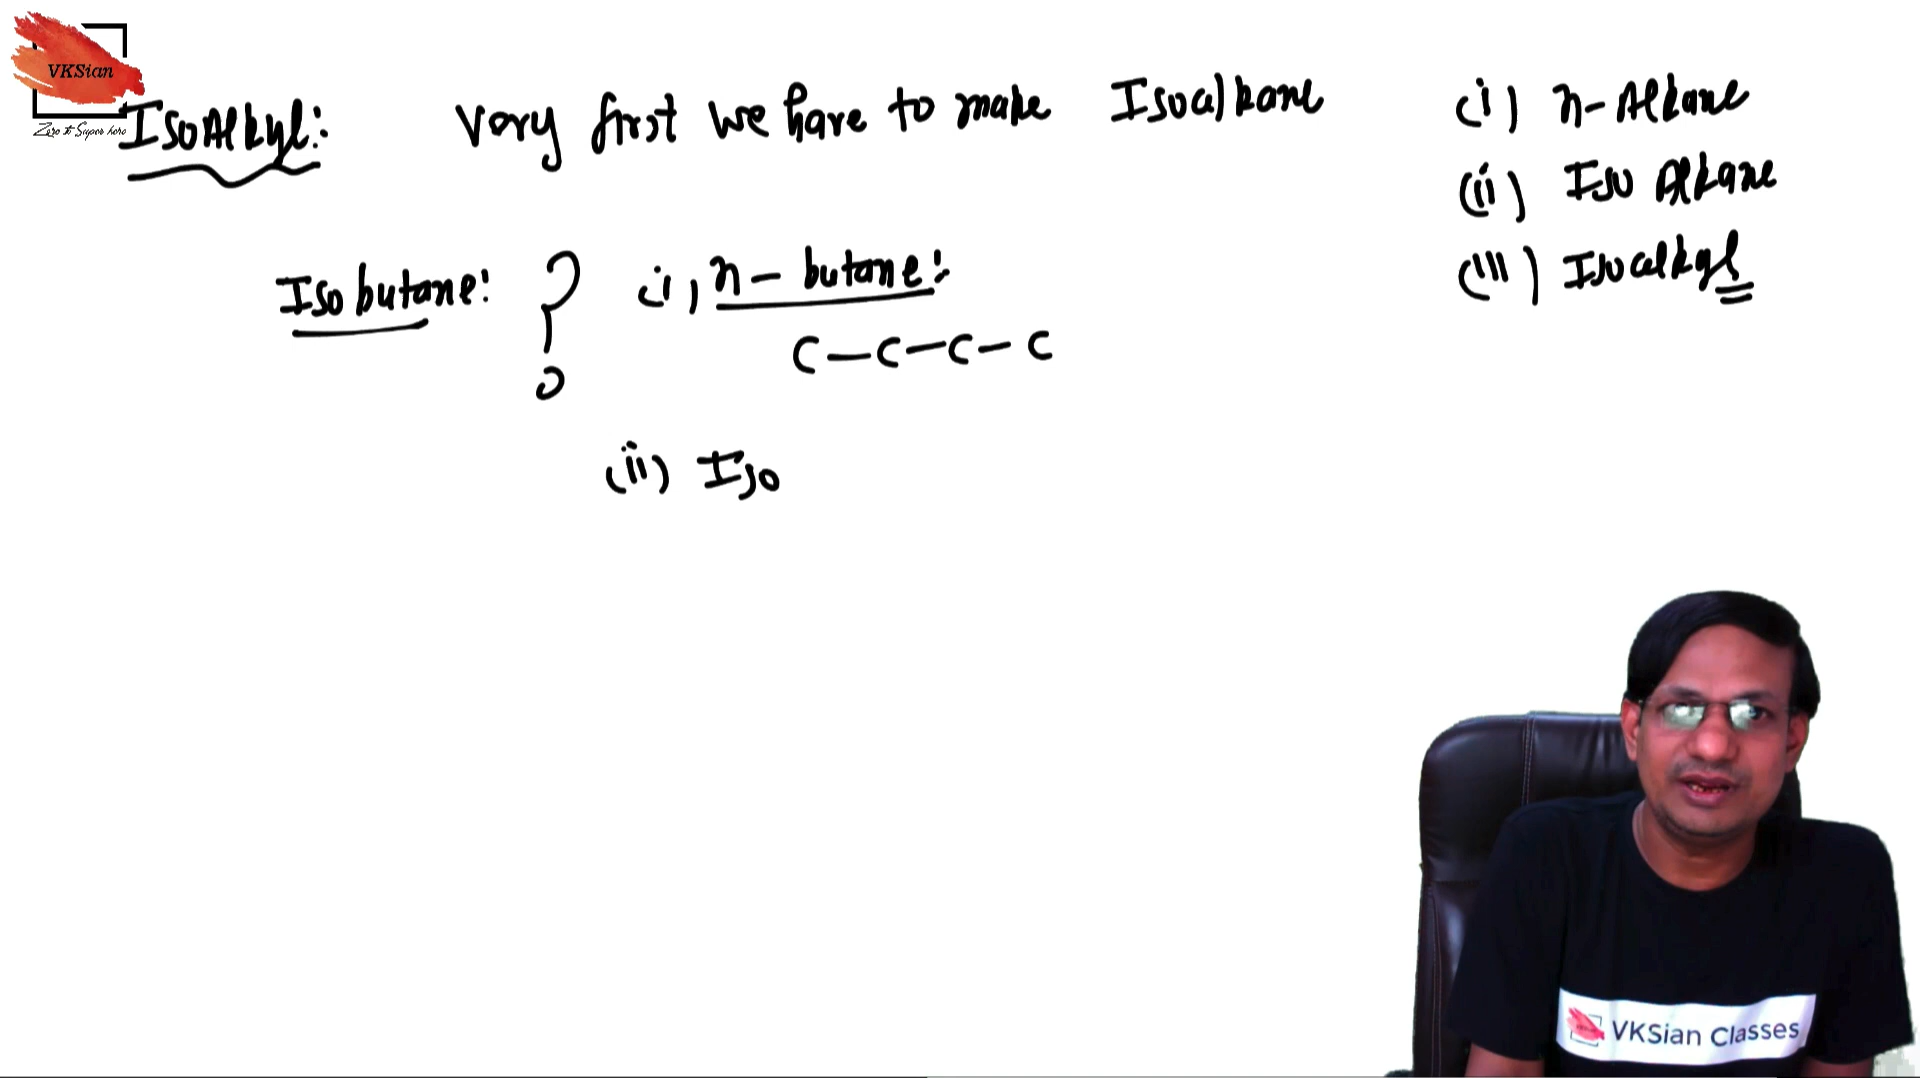 VKSian
Zero to Super hero
IsoAlkyl:
Very first we have to make Isoalkane
(i) n-Alkane
(ii) Iso Alkane
(iii) Isoalkyl
Isobutane: ? (i) n-butane:
C-C-C-C
(ii) Iso
VKSian Classes